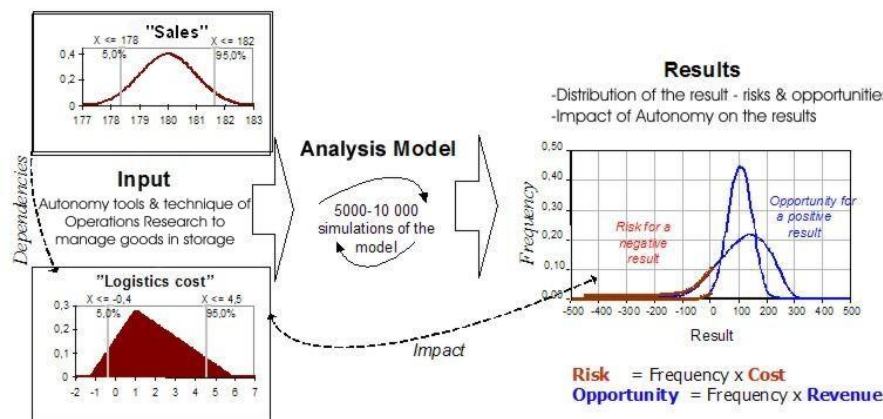 "Sales"
X <= 178 X <= 182
5,0% 95,0%
0,4
0,2
0
177 178 179 180 181 182 183
Dependencies
Input
Autonomy tools & technique of
Operations Research to
manage goods in storage
"Logistics cost"
X <= -0,4 X <= 4,5
5,0% 95,0%
0,3
0,2
0,1
0
-2 -1 0 1 2 3 4 5 6 7
Analysis Model
5000-10 000
simulations of the
model
Impact
Results
-Distribution of the result - risks & opportunities
-Impact of Autonomy on the results
Frequency
0,50
0,40
0,30
0,20
0,10
0,00
Risk for a
negative
result
Opportunity for
a positive
result
-500 -400 -300 -200 -100 0 100 200 300 400 500
Result
Risk = Frequency x Cost
Opportunity = Frequency x Revenue